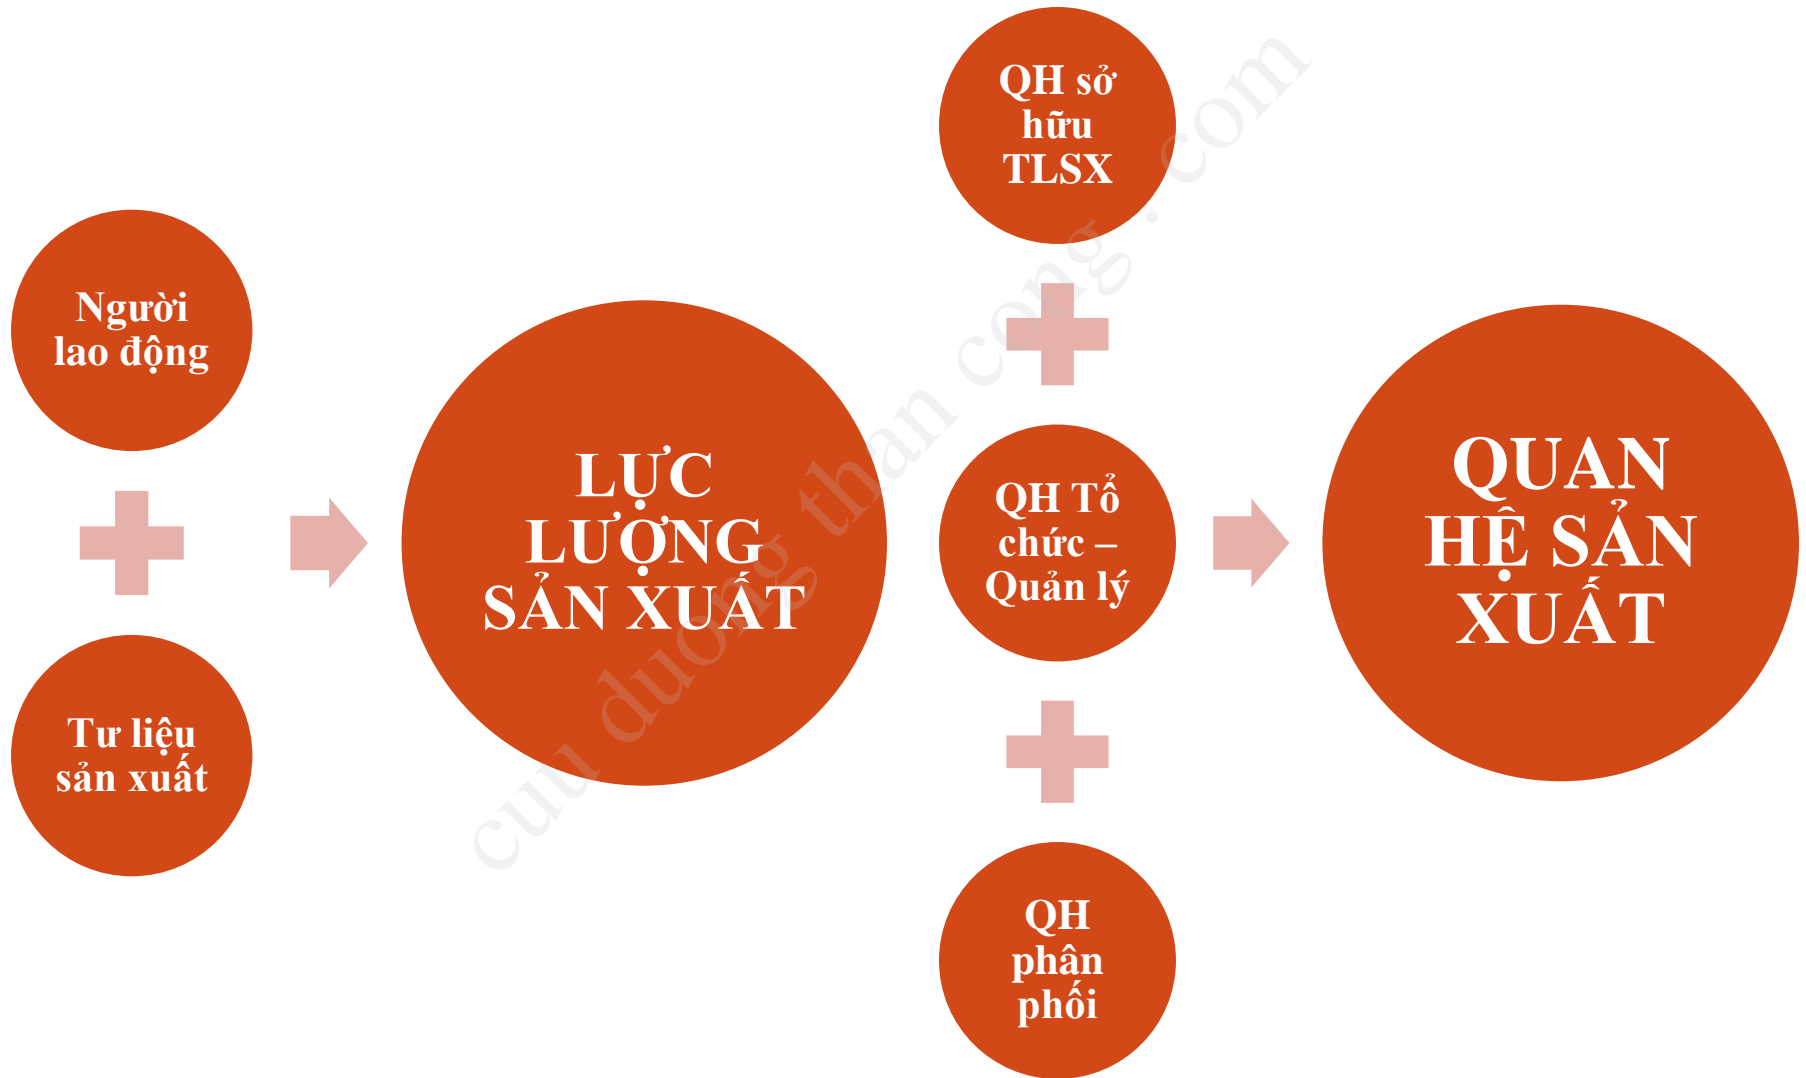 Người
lao động
Tư liệu
sản xuất
LỰC
LƯỢNG
SẢN XUẤT
QH sở
hữu
TLSX
QH Tổ
chức –
Quản lý
QH
phân
phối
QUAN
HỆ SẢN
XUẤT
cuu duong than cong . com